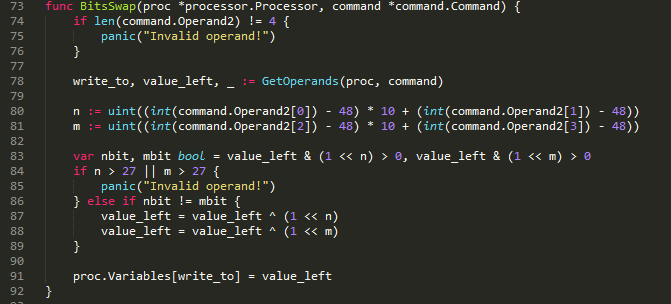 73 func BitsSwap(proc *processor.Processor, command *command.Command) {
74     if len(command.Operand2) != 4 {
75         panic("Invalid operand!")
76     }
77
78     write_to, value_left, _ := GetOperands(proc, command)
79
80     n := uint((int(command.Operand2[0]) - 48) * 10 + (int(command.Operand2[1]) - 48))
81     m := uint((int(command.Operand2[2]) - 48) * 10 + (int(command.Operand2[3]) - 48))
82
83     var nbit, mbit bool = value_left & (1 << n) > 0, value_left & (1 << m) > 0
84     if n > 27 || m > 27 {
85         panic("Invalid operand!")
86     } else if nbit != mbit {
87         value_left = value_left ^ (1 << n)
88         value_left = value_left ^ (1 << m)
89     }
90
91     proc.Variables[write_to] = value_left
92 }